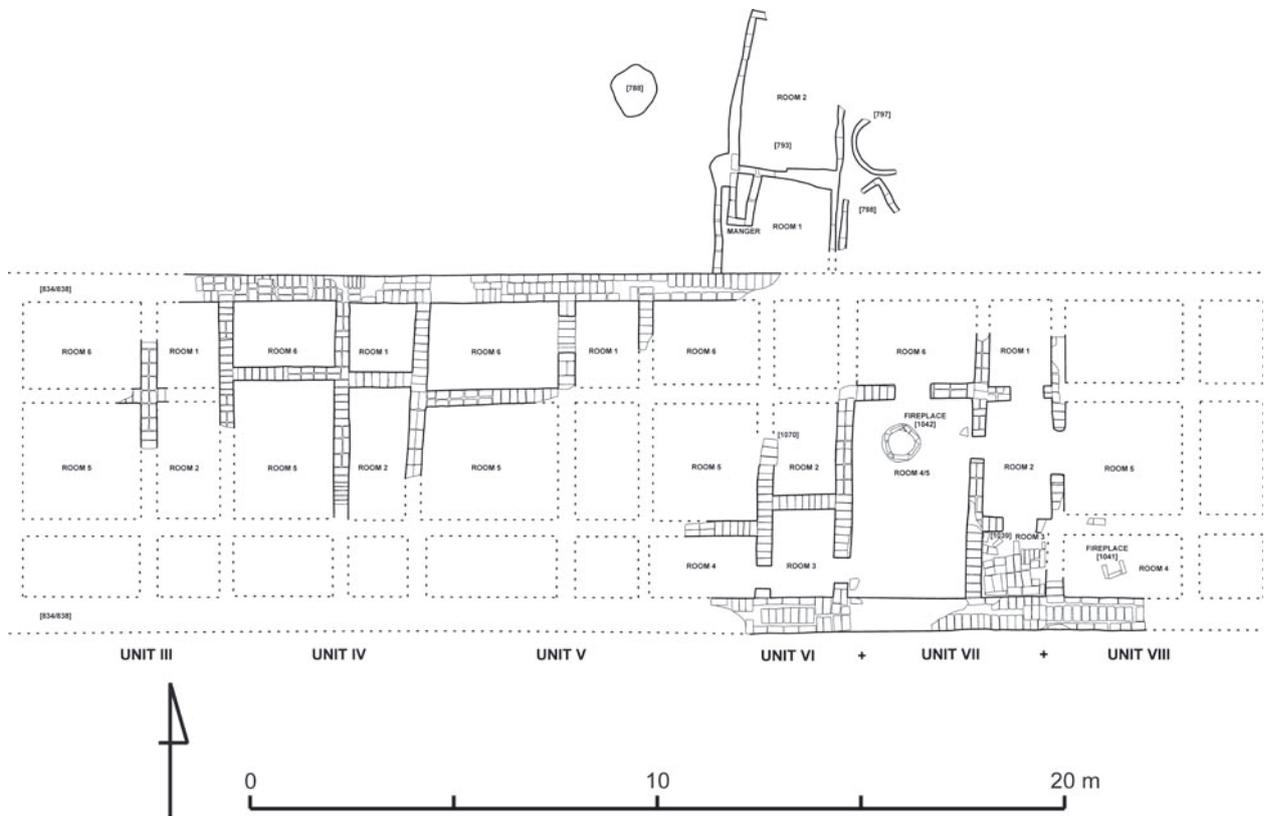 [788]
ROOM 2
[797]
[793]
[798]
MANGER
ROOM 1
[834/838]
ROOM 6
ROOM 1
ROOM 6
ROOM 1
ROOM 6
ROOM 1
ROOM 6
ROOM 6
ROOM 1
FIREPLACE
[1042]
[1070]
ROOM 5
ROOM 2
ROOM 5
ROOM 2
ROOM 5
ROOM 5
ROOM 2
ROOM 4/5
ROOM 2
ROOM 5
[1039]
ROOM 3
FIREPLACE
[1041]
ROOM 4
ROOM 3
ROOM 4
[834/838]
UNIT III
UNIT IV
UNIT V
UNIT VI
+
UNIT VII
+
UNIT VIII
0
10
20 m